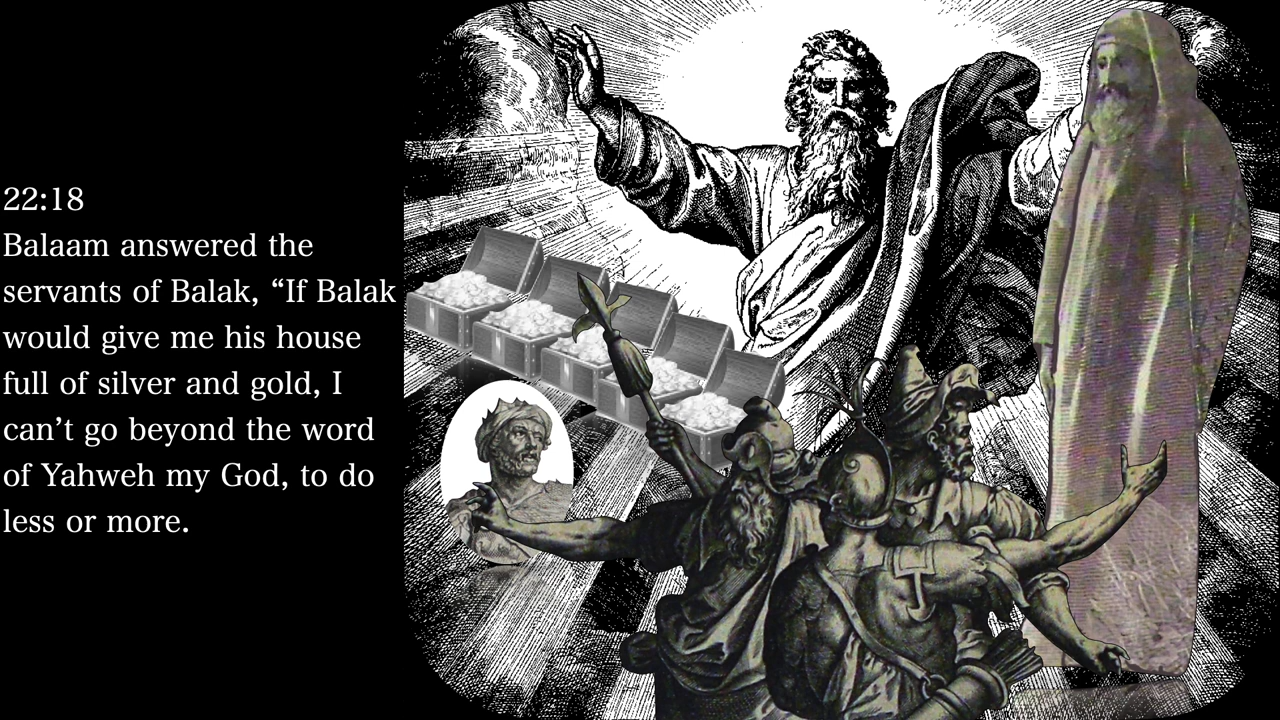 22:18
Balaam answered the
servants of Balak, “If Balak
would give me his house
full of silver and gold, I
can’t go beyond the word
of Yahweh my God, to do
less or more.